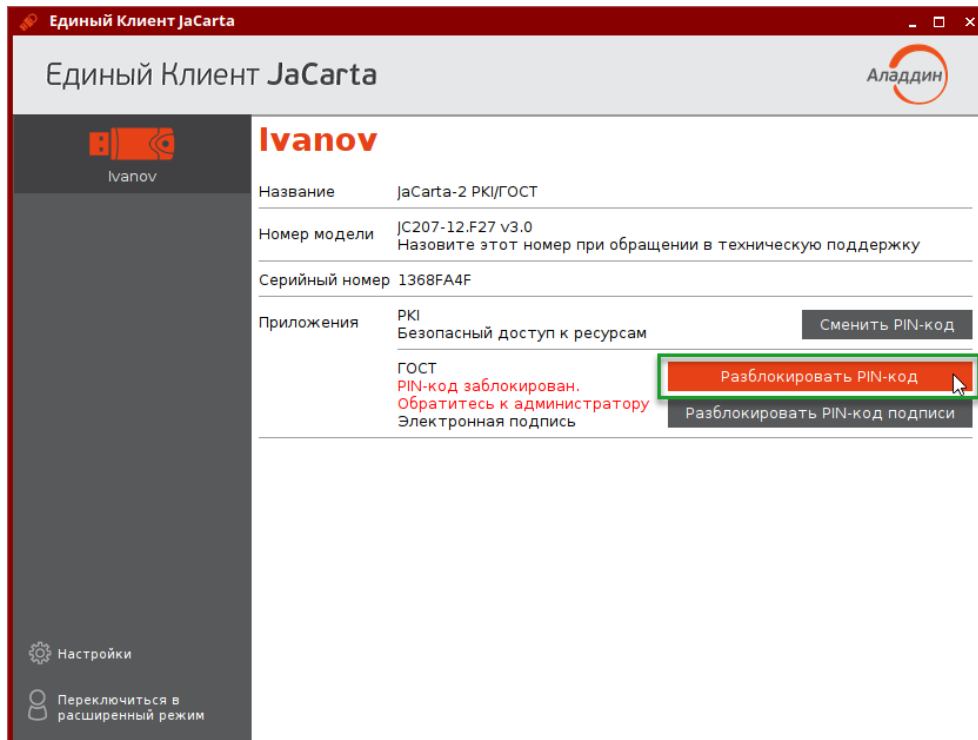 Единый Клиент JaCarta
Единый Клиент JaCarta
Аладдин
Ivanov
Ivanov
Название JaCarta-2 PKI/ГОСТ
Номер модели JC207-12.F27 v3.0
Назовите этот номер при обращении в техническую поддержку
Серийный номер 1368FA4F
Приложения PKI
Безопасный доступ к ресурсам
Сменить PIN-код
ГОСТ
PIN-код заблокирован.
Обратитесь к администратору
Электронная подпись
Разблокировать PIN-код
Разблокировать PIN-код подписи
Настройки
Переключиться в
расширенный режим